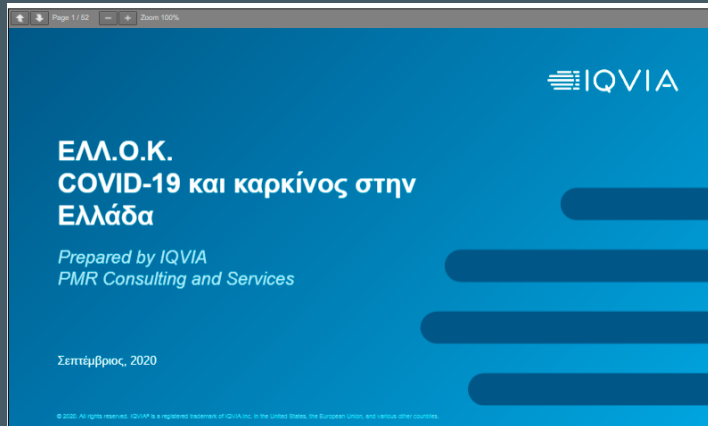 Page 1 / 52 — + Zoom 100%
IQVIA
ΕΛΛ.Ο.Κ.
COVID-19 και καρκίνος στην
Ελλάδα
Prepared by IQVIA
PMR Consulting and Services
Σεπτέμβριος, 2020
© 2020. All rights reserved. IQVIA® is a registered trademark of IQVIA Inc. in the United States, the European Union, and various other countries.